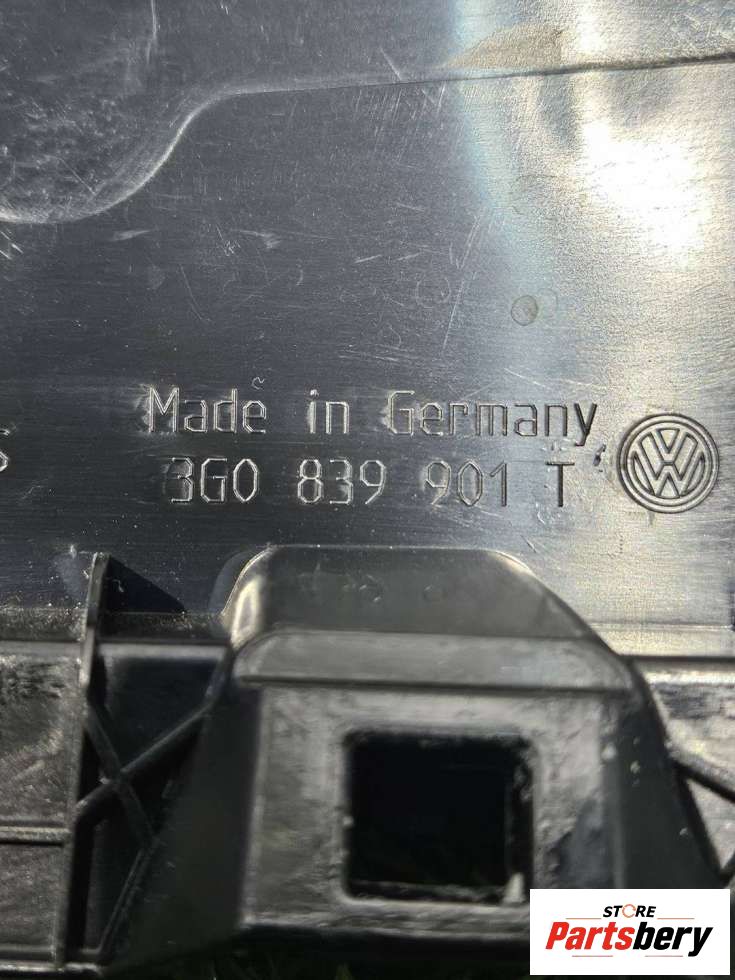 Made in Germany
3G0 839 901 T
STORE
Partsbery